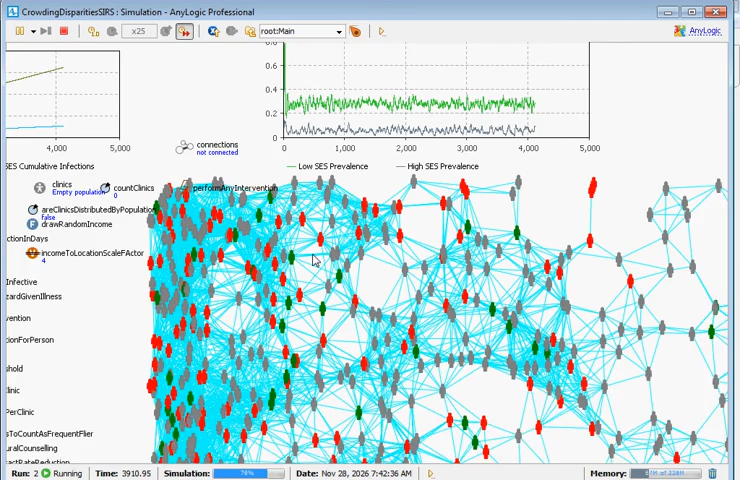 CrowdingDisparitiesSIRS : Simulation - AnyLogic Professional
x25
root:Main
AnyLogic
0.6
0.4
0.2
0
4,000
5,000
0
1,000
2,000
3,000
4,000
5,000
connections
not connected
SES Cumulative Infections
Low SES Prevalence
High SES Prevalence
clinics
Empty population
countClinics
0
performAnyIntervention
areClinicsDistributedByPopulation
false
drawRandomIncome
ctionInDays
incomeToLocationScaleFActor
4
Infective
zardGivenIllness
vention
tionForPerson
shold
linic
PerClinic
sToCountAsFrequentFlier
uralCounselling
Run: 2
Running
Time: 3910.95
Simulation:
78%
Date: Nov 28, 2026 7:42:36 AM
Memory: